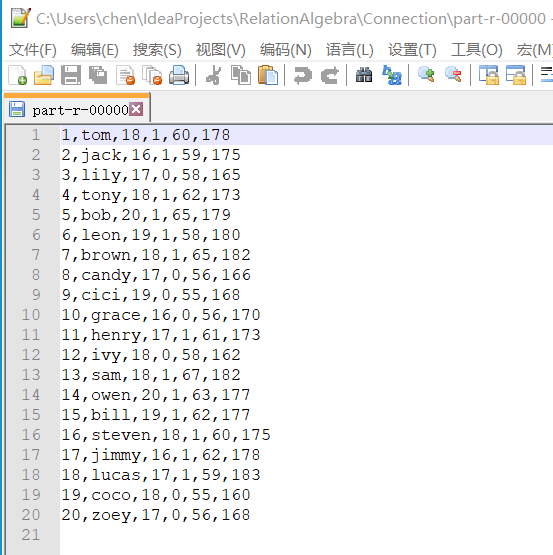 C:\Users\chen\IdeaProjects\RelationAlgebra\Connection\part-r-00000 -
文件(F) 编辑(E) 搜索(S) 视图(V) 编码(N) 语言(L) 设置(T) 工具(O) 宏(M)
part-r-00000
1 1,tom,18,1,60,178
2 2,jack,16,1,59,175
3 3,lily,17,0,58,165
4 4,tony,18,1,62,173
5 5,bob,20,1,65,179
6 6,leon,19,1,58,180
7 7,brown,18,1,65,182
8 8,candy,17,0,56,166
9 9,cici,19,0,55,168
10 10,grace,16,0,56,170
11 11,henry,17,1,61,173
12 12,ivy,18,0,58,162
13 13,sam,18,1,67,182
14 14,owen,20,1,63,177
15 15,bill,19,1,62,177
16 16,steven,18,1,60,175
17 17,jimmy,16,1,62,178
18 18,lucas,17,1,59,183
19 19,coco,18,0,55,160
20 20,zoey,17,0,56,168
21